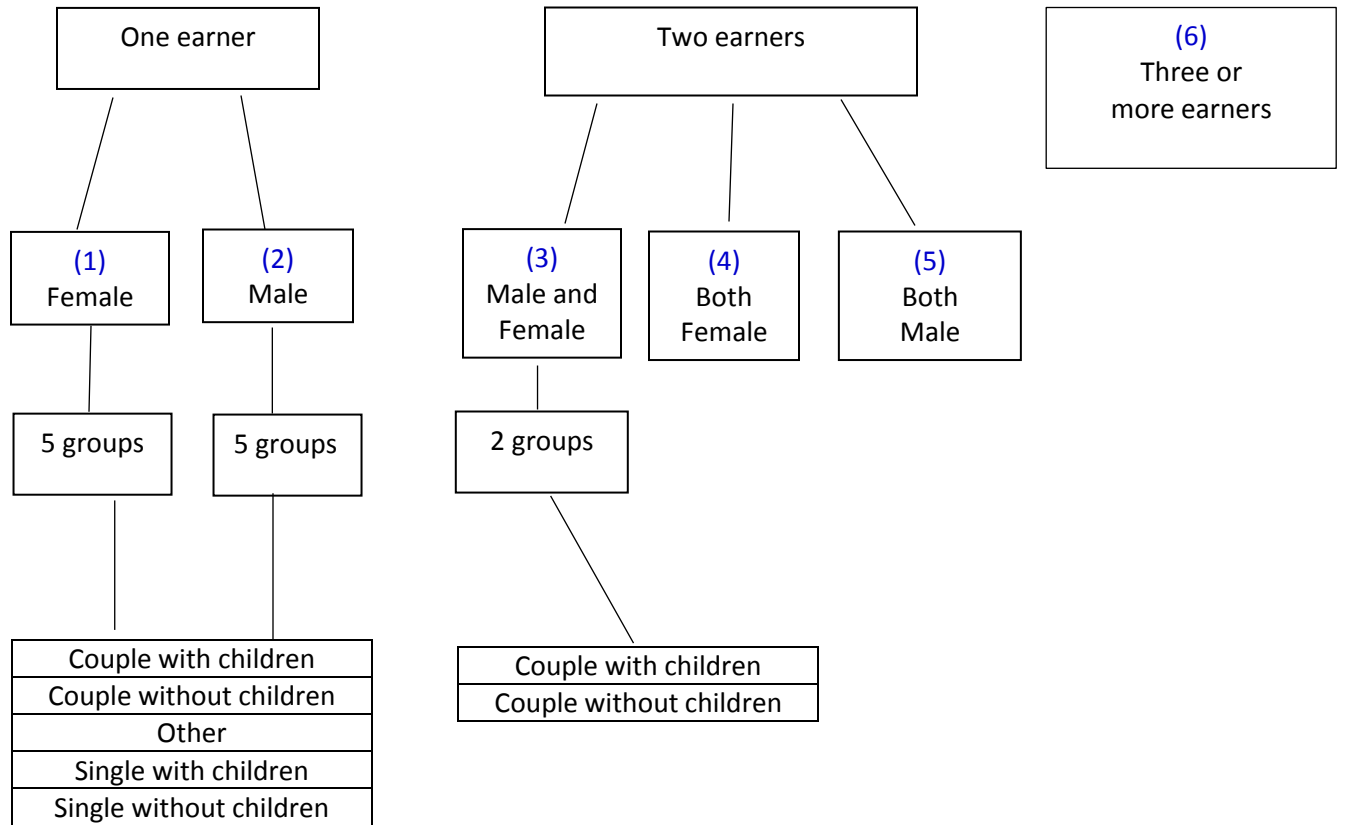 One earner
Two earners
(6)
Three or
more earners
(1)
Female
(2)
Male
(3)
Male and
Female
(4)
Both
Female
(5)
Both
Male
5 groups
5 groups
2 groups
Couple with children
Couple without children
Other
Single with children
Single without children
Couple with children
Couple without children